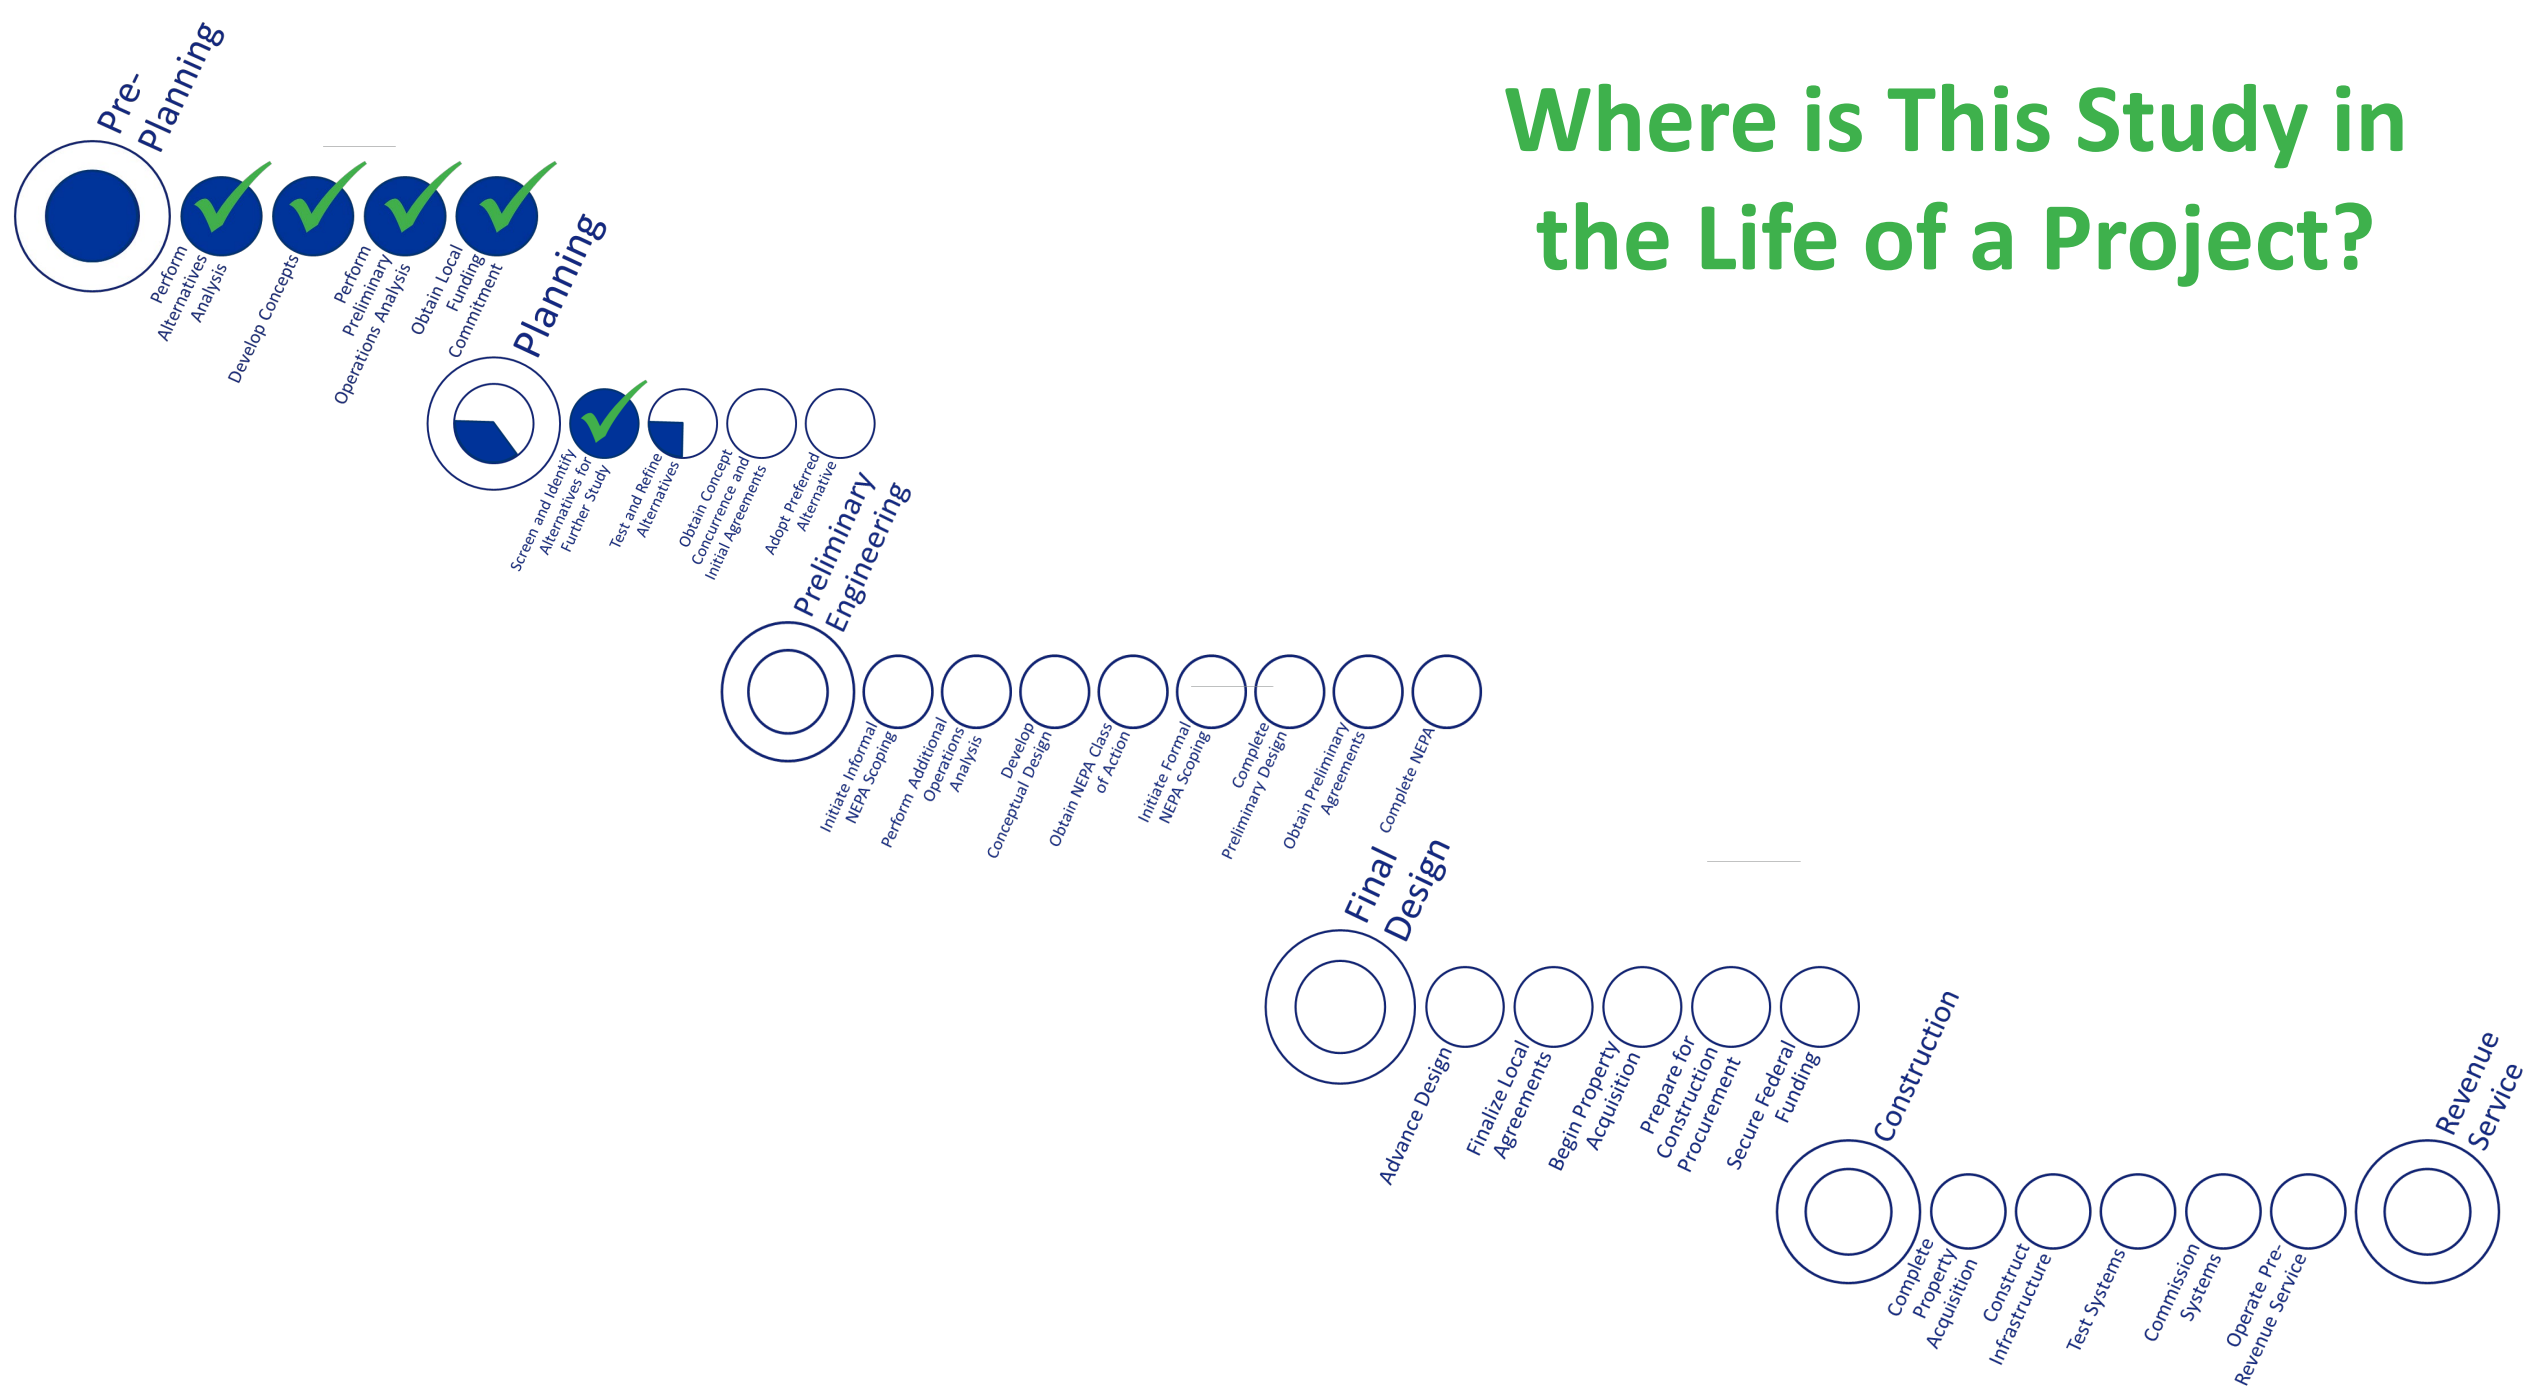 Where is This Study in
the Life of a Project?
Pre-
Planning
Perform
Alternatives
Analysis
Develop Concepts
Perform
Preliminary
Operations Analysis
Obtain Local
Funding
Commitment
Planning
Screen and Identify
Alternatives for
Further Study
Test and Refine
Alternatives
Obtain Concept
Concurrence and
Initial Agreements
Adopt Preferred
Alternative
Preliminary
Engineering
Initiate Informal
NEPA Scoping
Perform Additional
Operations
Analysis
Develop
Conceptual Design
Obtain NEPA Class
of Action
Initiate Formal
NEPA Scoping
Complete
Preliminary Design
Obtain Preliminary
Agreements
Complete NEPA
Final
Design
Advance Design
Finalize Local
Agreements
Begin Property
Acquisition
Prepare for
Construction
Procurement
Secure Federal
Funding
Construction
Complete
Property
Acquisition
Construct
Infrastructure
Test Systems
Commission
Systems
Operate Pre-
Revenue Service
Revenue
Service